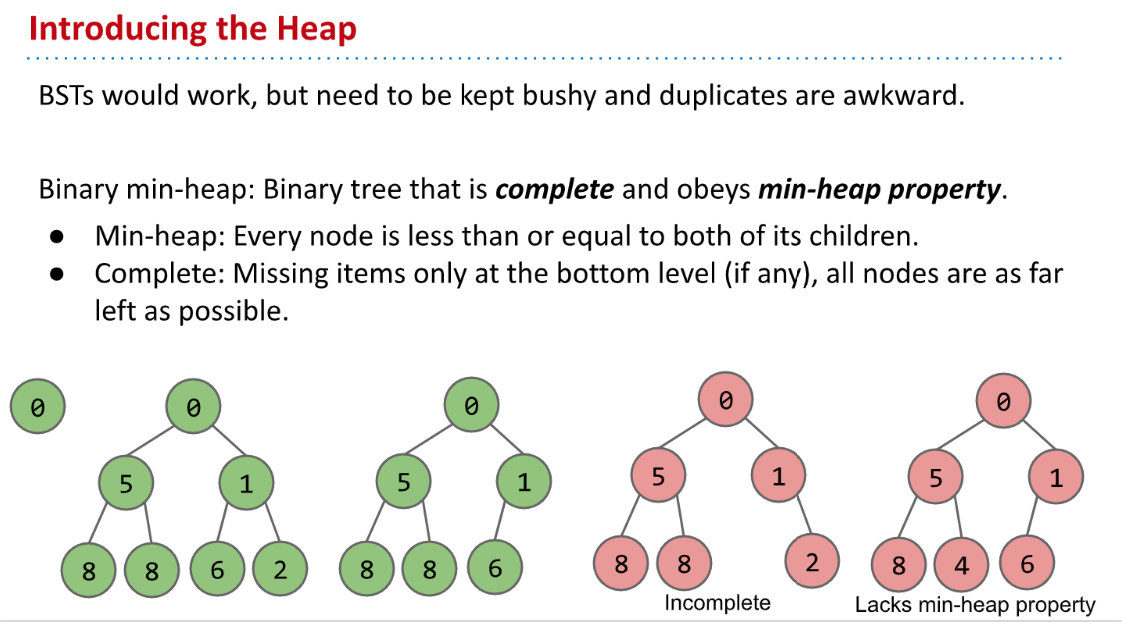 Introducing the Heap
BSTs would work, but need to be kept bushy and duplicates are awkward.
Binary min-heap: Binary tree that is complete and obeys min-heap property.
● Min-heap: Every node is less than or equal to both of its children.
● Complete: Missing items only at the bottom level (if any), all nodes are as far
left as possible.
0 0 0 0 0
5 1 5 1 5 1 5 1
8 8 6 2 8 8 6 8 8 2 8 4 6
Incomplete Lacks min-heap property